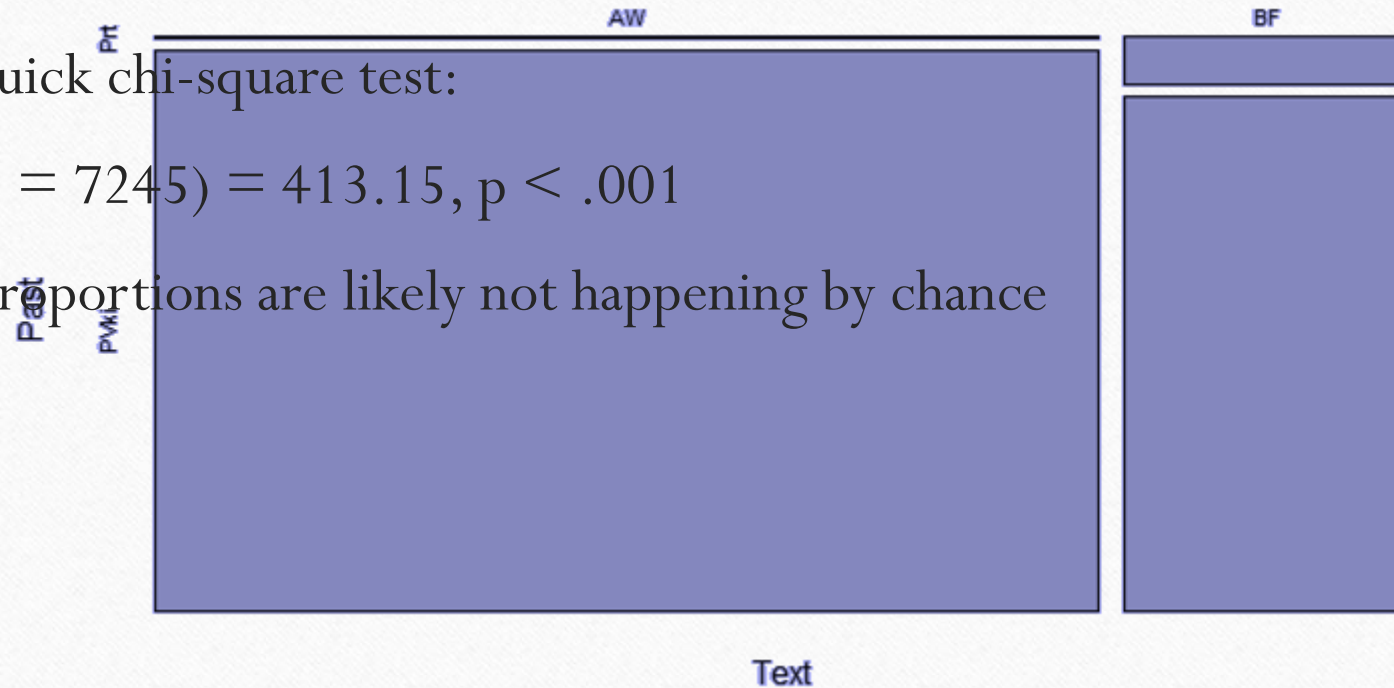 AW BF
Prt
uick chi-square test:
= 7245) = 413.15, p < .001
roportions are likely not happening by chance
Past
PVki
Text